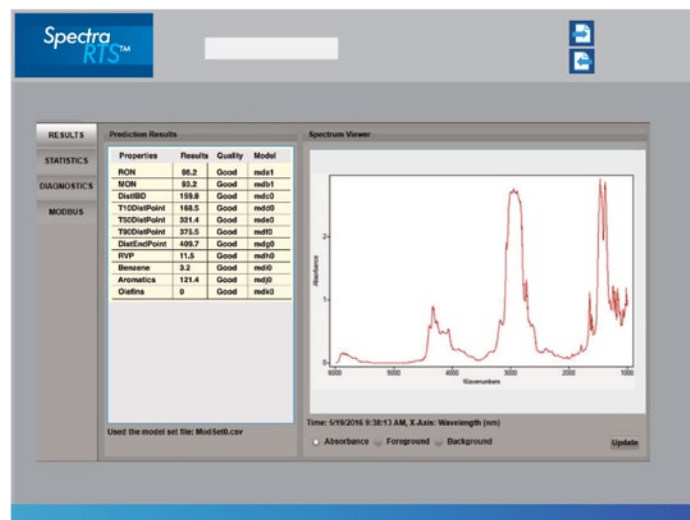 Spectra
RTS™
RESULTS
STATISTICS
DIAGNOSTICS
MODBUS
Prediction Results
Properties Results Quality Model
RON 98.2 Good mda1
MON 93.2 Good mdb1
DistIBD 159.8 Good mdc0
T10DistPoint 168.5 Good mdd0
T50DistPoint 321.4 Good mde0
T90DistPoint 375.5 Good mdf0
DistEndPoint 409.7 Good mdg0
RVP 11.5 Good mdh0
Benzene 3.2 Good mdi0
Aromatics 121.4 Good mdj0
Olefins 0 Good mdk0
Used the model set file: ModSet0.csv
Spectrum Viewer
Absorbance
2
1
0
6000 5000 4000 3000 2000 1000
Wavenumbers
Time: 5/19/2016 9:38:13 AM, X-Axis: Wavelength (nm)
Absorbance Foreground Background
Update